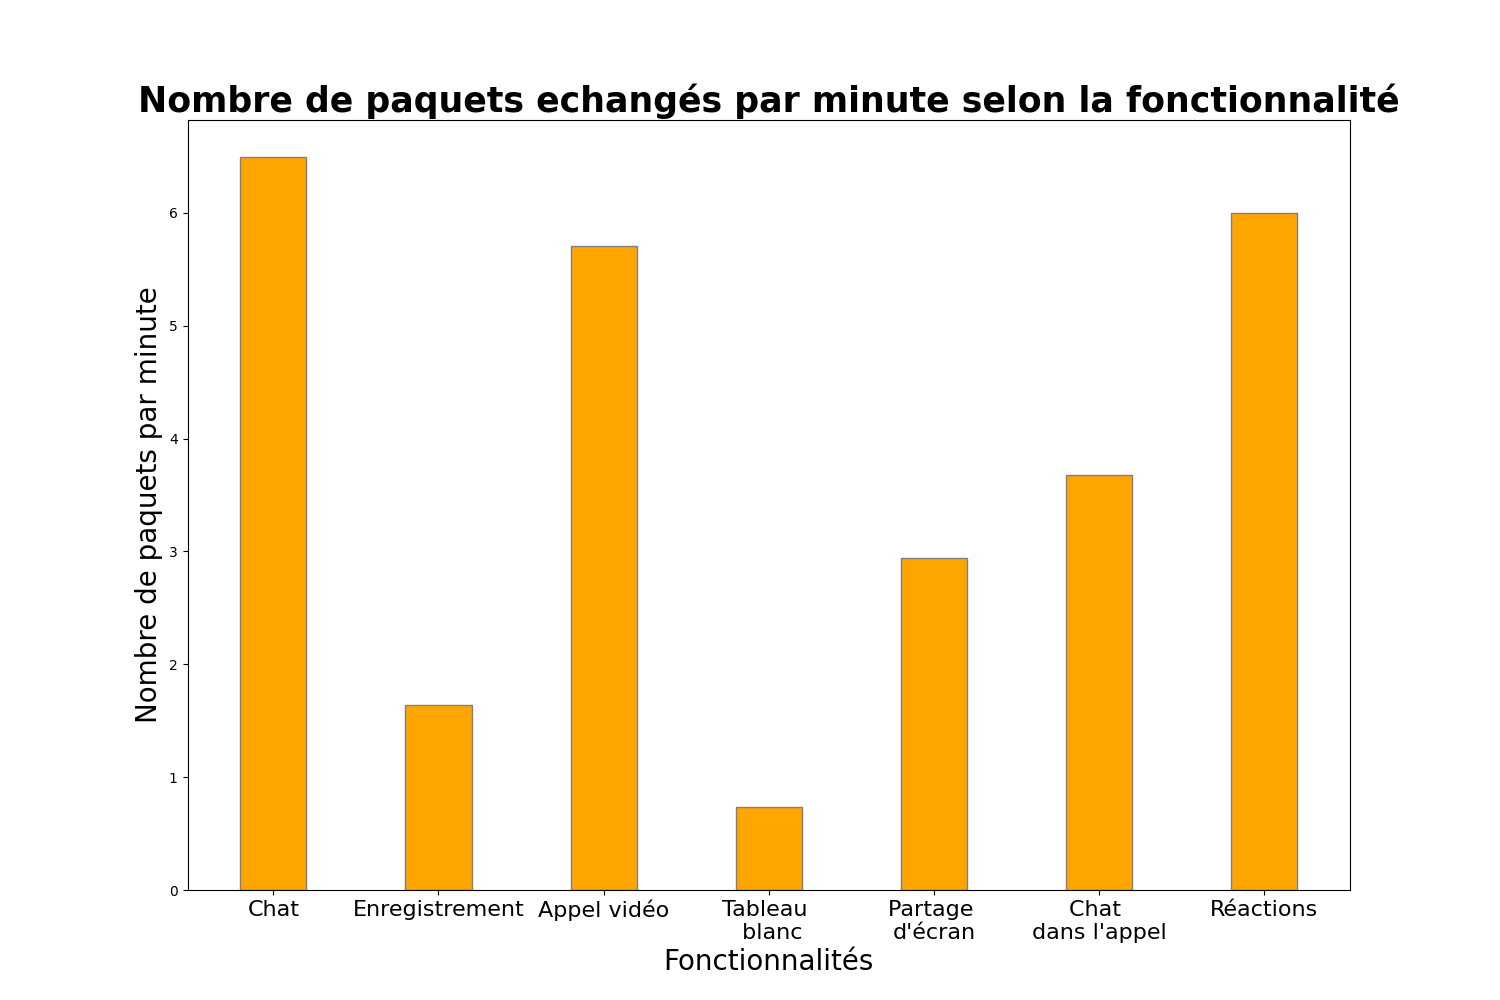 Nombre de paquets echangés par minute selon la fonctionnalité
Nombre de paquets par minute
6
5
4
3
2
1
0
Chat
Enregistrement
Appel vidéo
Tableau
blanc
Partage
d'écran
Chat
dans l'appel
Réactions
Fonctionnalités